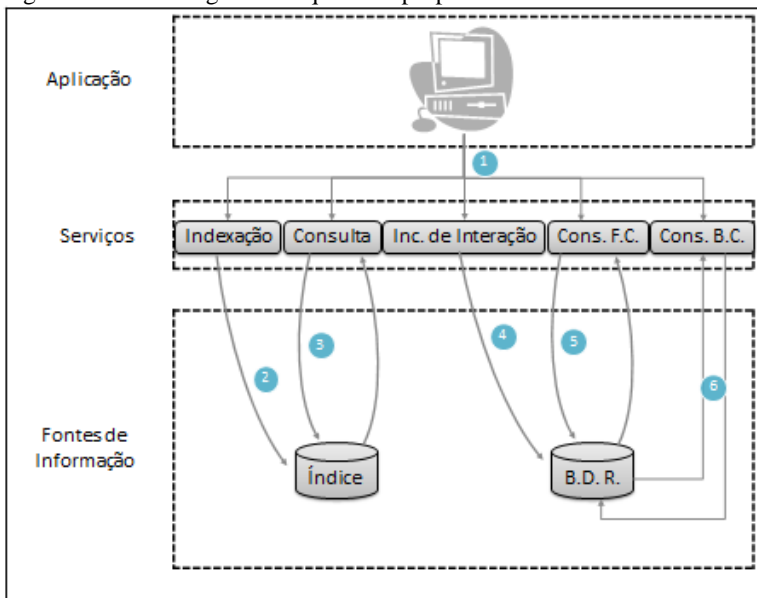 Aplicação
1
Serviços
Indexação
Consulta
Inc. de Interação
Cons. F.C.
Cons. B.C.
2
3
4
5
6
Fontes de
Informação
Índice
B.D. R.